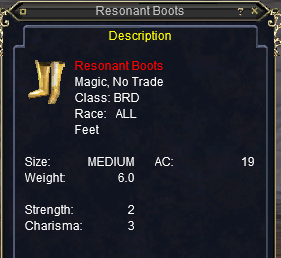 Resonant Boots ? ×
Description
Resonant Boots
Magic, No Trade
Class: BRD
Race: ALL
Feet
Size: MEDIUM AC: 19
Weight: 6.0
Strength: 2
Charisma: 3